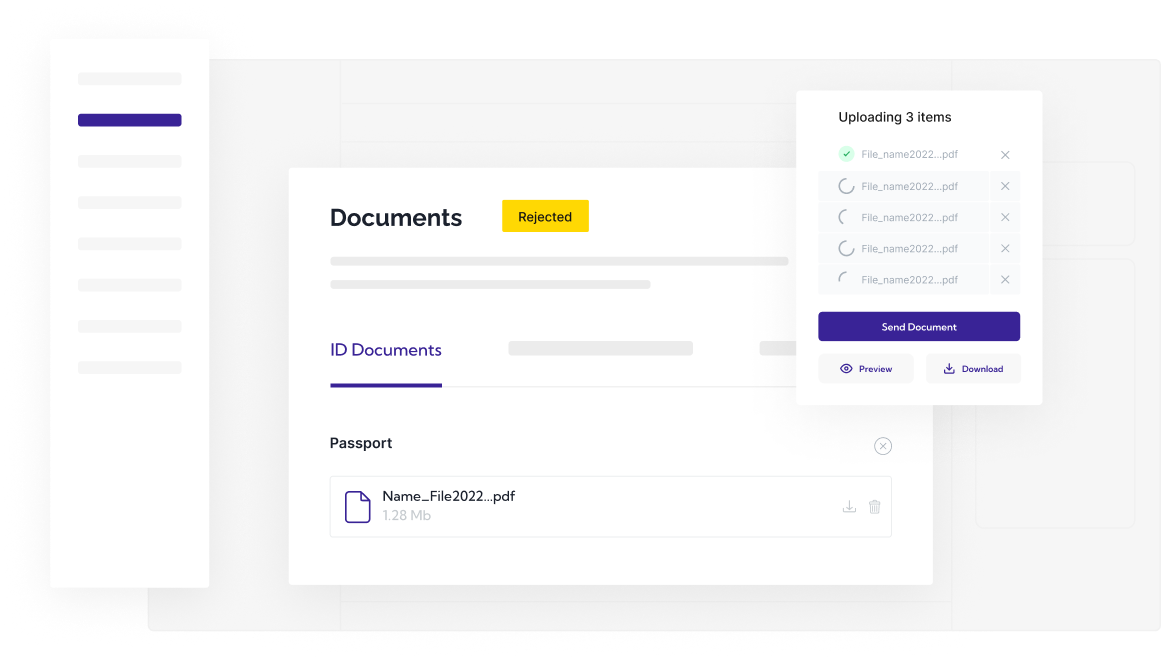 Documents
Rejected
ID Documents
Passport
Name_File2022...pdf
1.28 Mb
Uploading 3 items
File_name2022...pdf
File_name2022...pdf
File_name2022...pdf
File_name2022...pdf
File_name2022...pdf
Send Document
Preview
Download